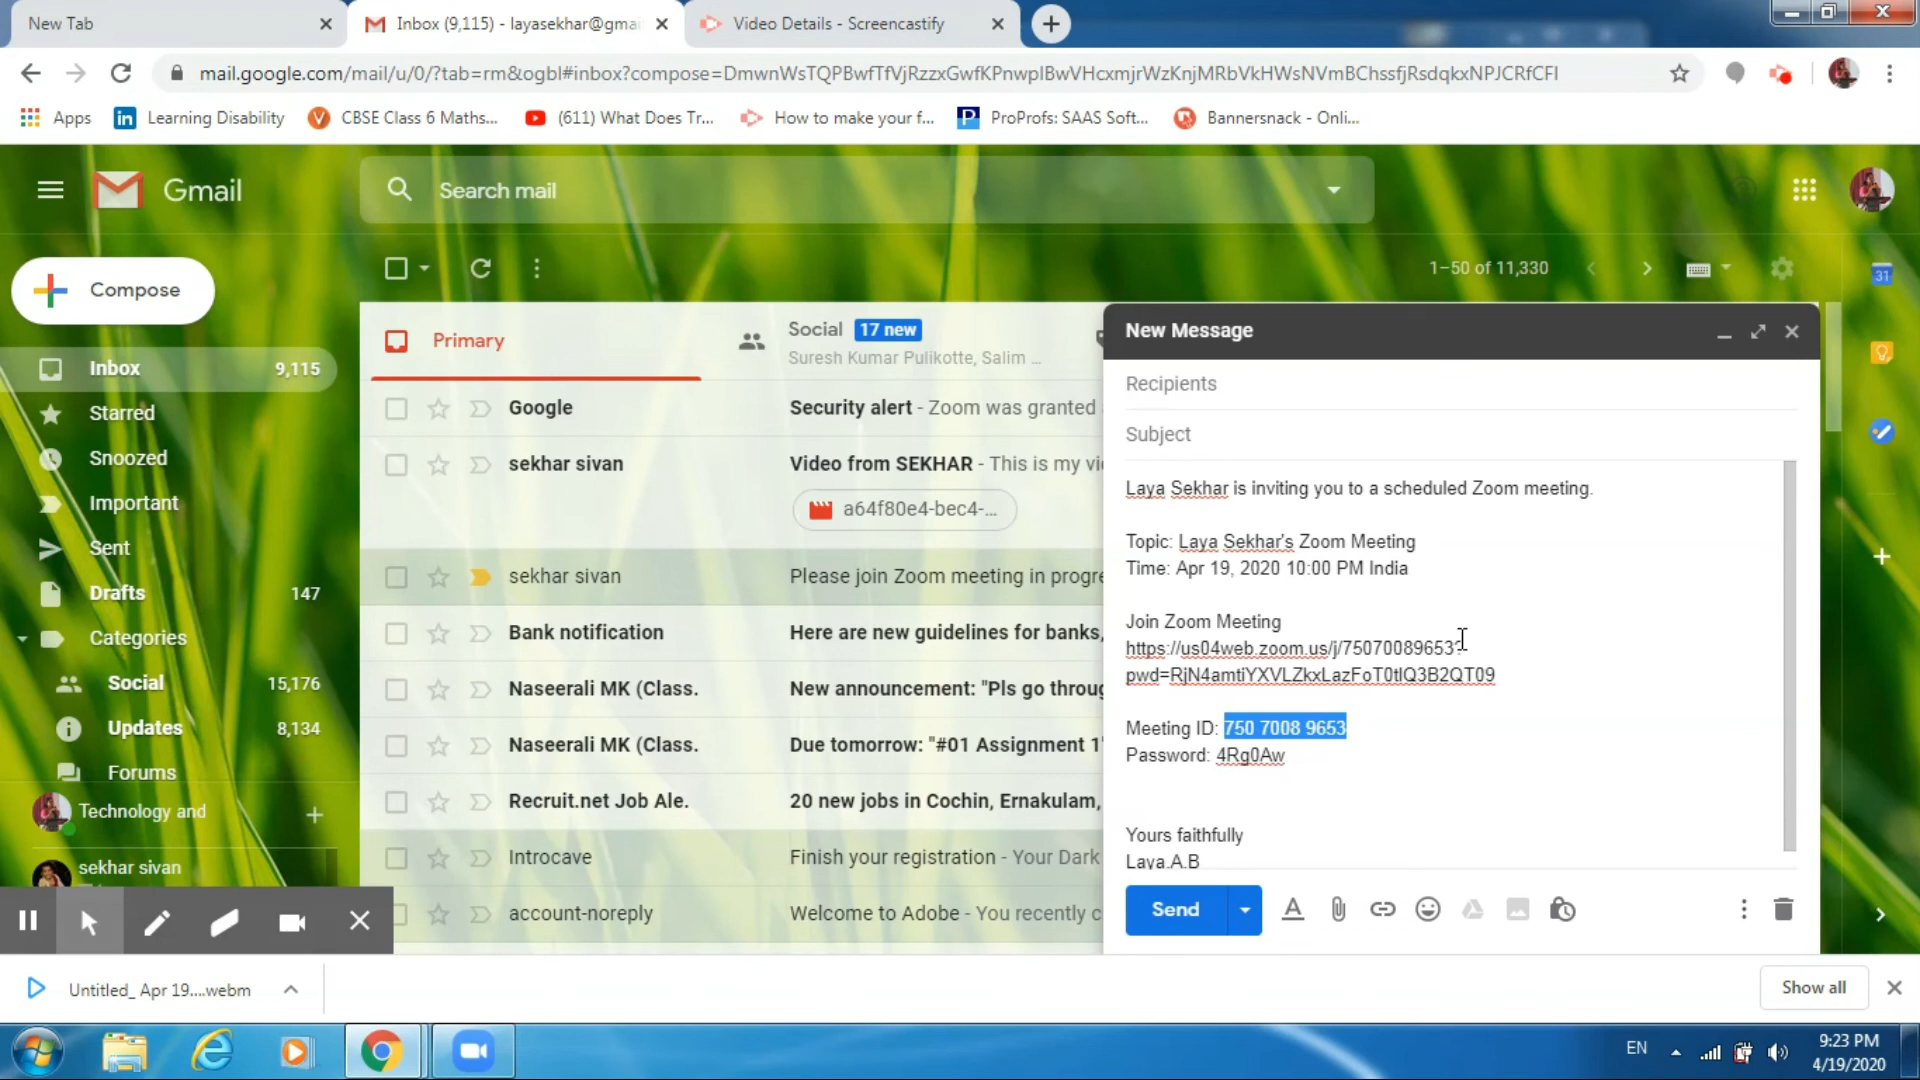 New Tab
Inbox (9,115) - layasekhar@gmai
Video Details - Screencastify
mail.google.com/mail/u/0/?tab=rm&ogbl#inbox?compose=DmwnWsTQPBwfTfVjRzzxGwfKPnwplBwVHcxmjrWzKnjMRbVkHWsNVmBChssfjRsdqkxNPJCRfCFl
Apps
Learning Disability
CBSE Class 6 Maths...
(611) What Does Tr...
How to make your f...
ProProfs: SAAS Soft...
Bannersnack - Onli...
Gmail
Search mail
Compose
1–50 of 11,330
Inbox 9,115
Starred
Snoozed
Important
Sent
Drafts 147
Categories
Social 15,176
Updates 8,134
Forums
Technology and
sekhar sivan
Primary
Social 17 new
Suresh Kumar Pulikotte, Salim ...
Google Security alert - Zoom was granted
sekhar sivan Video from SEKHAR - This is my vi
a64f80e4-bec4-...
sekhar sivan Please join Zoom meeting in progre
Bank notification Here are new guidelines for banks,
Naseerali MK (Class. New announcement: "Pls go throug
Naseerali MK (Class. Due tomorrow: "#01 Assignment 1"
Recruit.net Job Ale. 20 new jobs in Cochin, Ernakulam,
Introcave Finish your registration - Your Dark
account-noreply Welcome to Adobe - You recently c
New Message
Recipients
Subject
Laya Sekhar is inviting you to a scheduled Zoom meeting.
Topic: Laya Sekhar's Zoom Meeting
Time: Apr 19, 2020 10:00 PM India
Join Zoom Meeting
https://us04web.zoom.us/j/75070089653?
pwd=RjN4amtiYXVLZkxLazFoT0tlQ3B2QT09
Meeting ID: 750 7008 9653
Password: 4Rg0Aw
Yours faithfully
Laya.A.B
Send
31
Untitled_ Apr 19....webm
Show all
EN
9:23 PM
4/19/2020